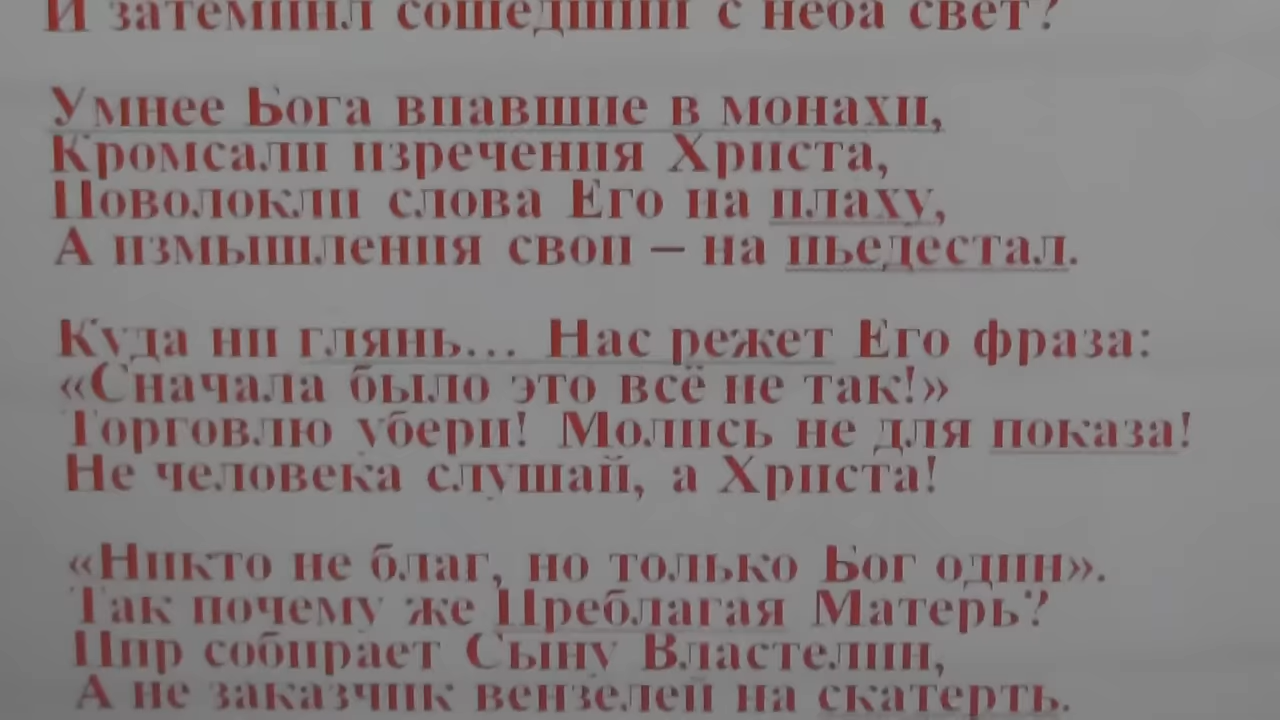 И затемнил сошедший с неба свет?
Умнее Бога впавшие в монахи,
Кромсали изречения Христа,
Поволокли слова Его на плаху,
А измышления свои – на пьедестал.
Куда ни глянь... Нас режет Его фраза:
«Сначала было это всё не так!»
Торговлю убери! Молись не для показа!
Не человека слушай, а Христа!
«Никто не благ, но только Бог один».
Так почему же Преблагая Матерь?
Пир собирает Сыну Властелин,
А не заказчик вензелей на скатерть.